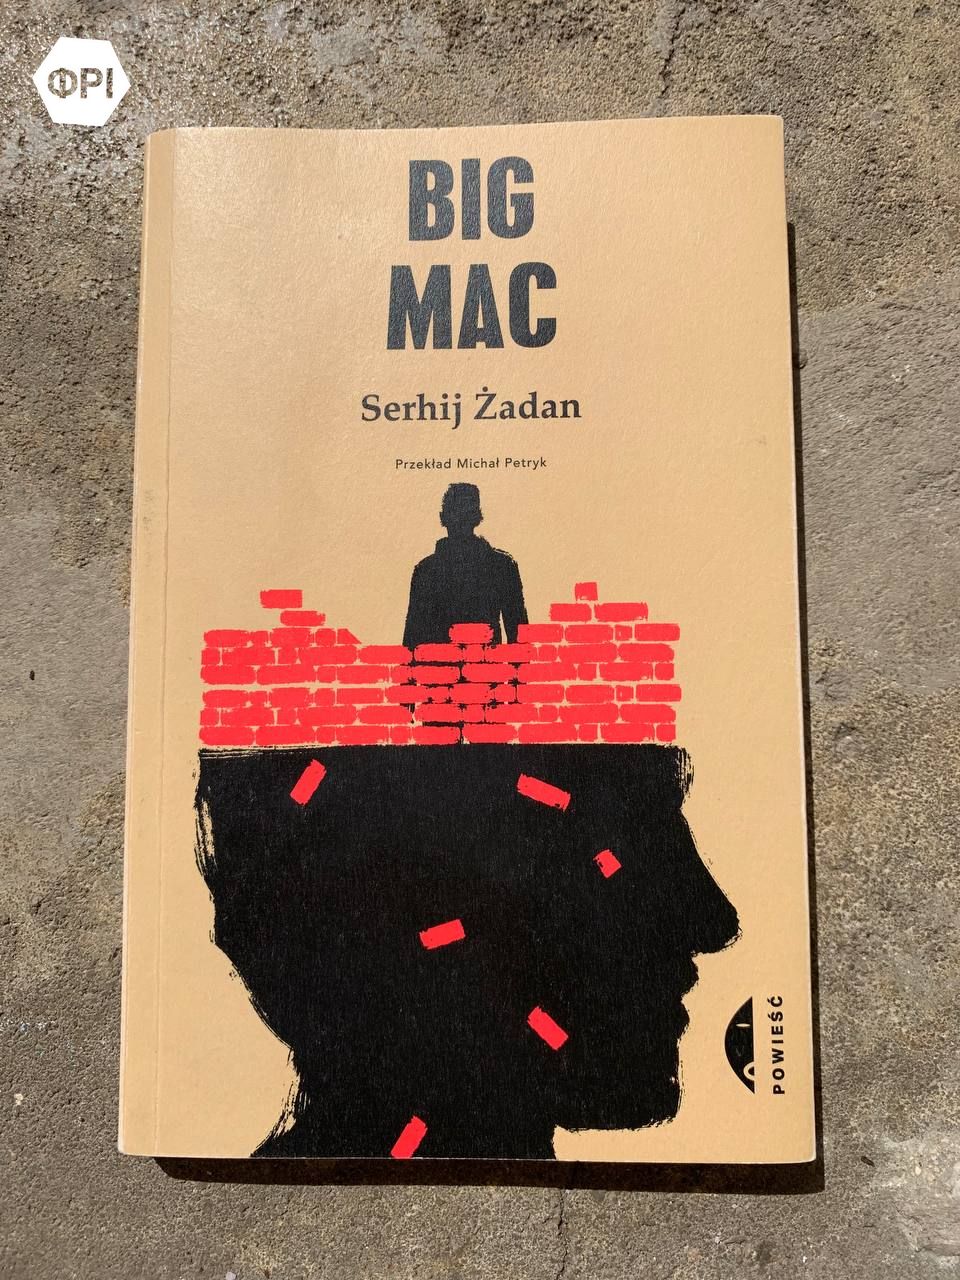 ФРІ
BIG
MAC
Serhij Żadan
Przekład Michał Petryk
POWIEŚĆ